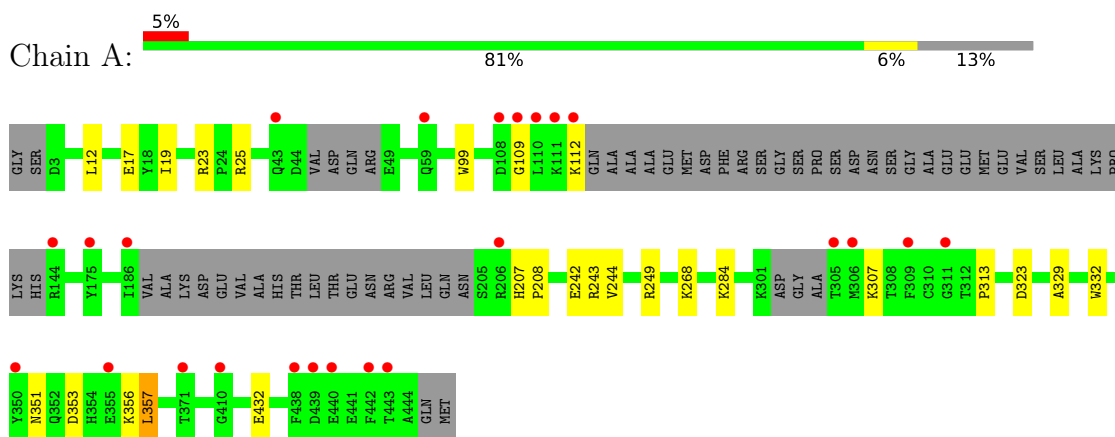 5%
Chain A:
81% 6% 13%
GLY SER D3 L12 E17 Y18 I19 R23 P24 R25 Q43 D44 VAL ASP GLN ARG E49 Q59 W99 D108 G109 L110 K111 K112 GLN ALA ALA ALA GLU MET ASP PHE ARG SER GLY SER PRO SER ASP ASN SER GLY ALA GLU GLU MET GLU VAL SER LEU ALA LYS PRO
LYS HIS R144 Y175 I186 VAL ALA LYS ASP GLU VAL ALA HIS THR LEU THR GLU ASN ARG VAL LEU GLN ASN S205 R206 H207 P208 E242 R243 V244 R249 K268 K284 K301 ASP GLY ALA T305 M306 K307 T308 F309 C310 G311 T312 P313 D323 A329 W332
Y350 N351 Q352 D353 H354 E355 K356 L357 T371 G410 E432 F438 D439 E440 E441 F442 T443 A444 GLN MET